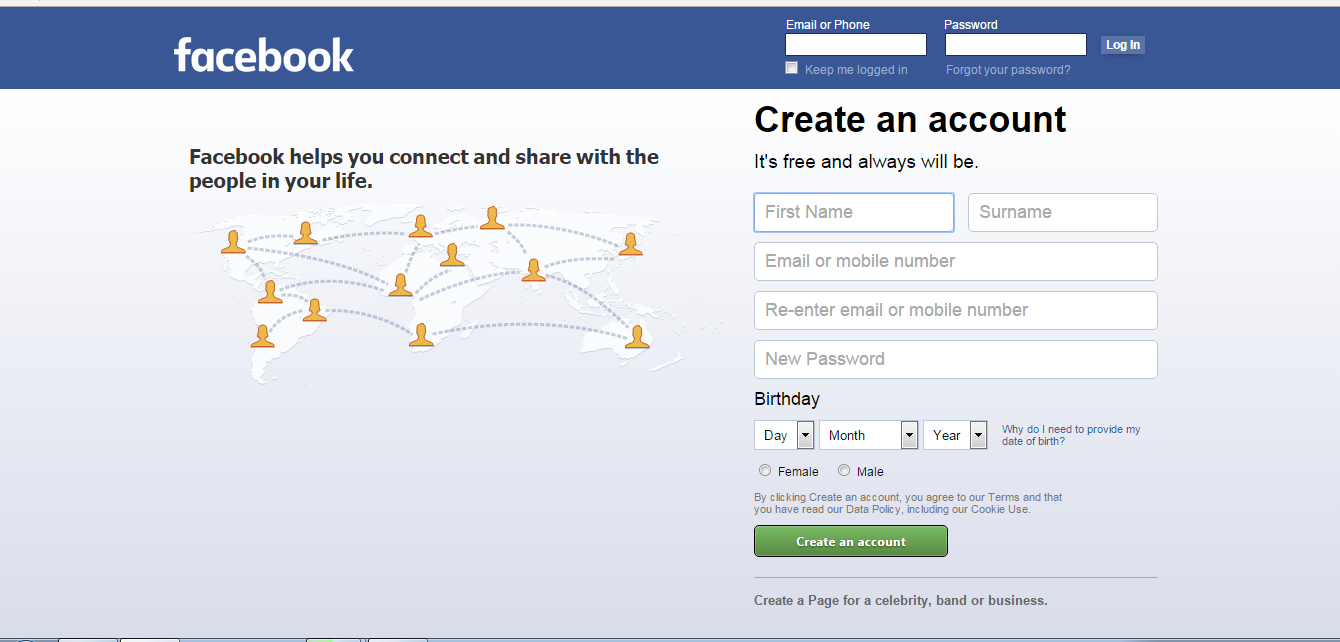 facebook
Email or Phone
Password
Log In
Keep me logged in
Forgot your password?
Facebook helps you connect and share with the
people in your life.
Create an account
It's free and always will be.
First Name
Surname
Email or mobile number
Re-enter email or mobile number
New Password
Birthday
Day
Month
Year
Why do I need to provide my
date of birth?
Female
Male
By clicking Create an account, you agree to our Terms and that
you have read our Data Policy, including our Cookie Use.
Create an account
Create a Page for a celebrity, band or business.